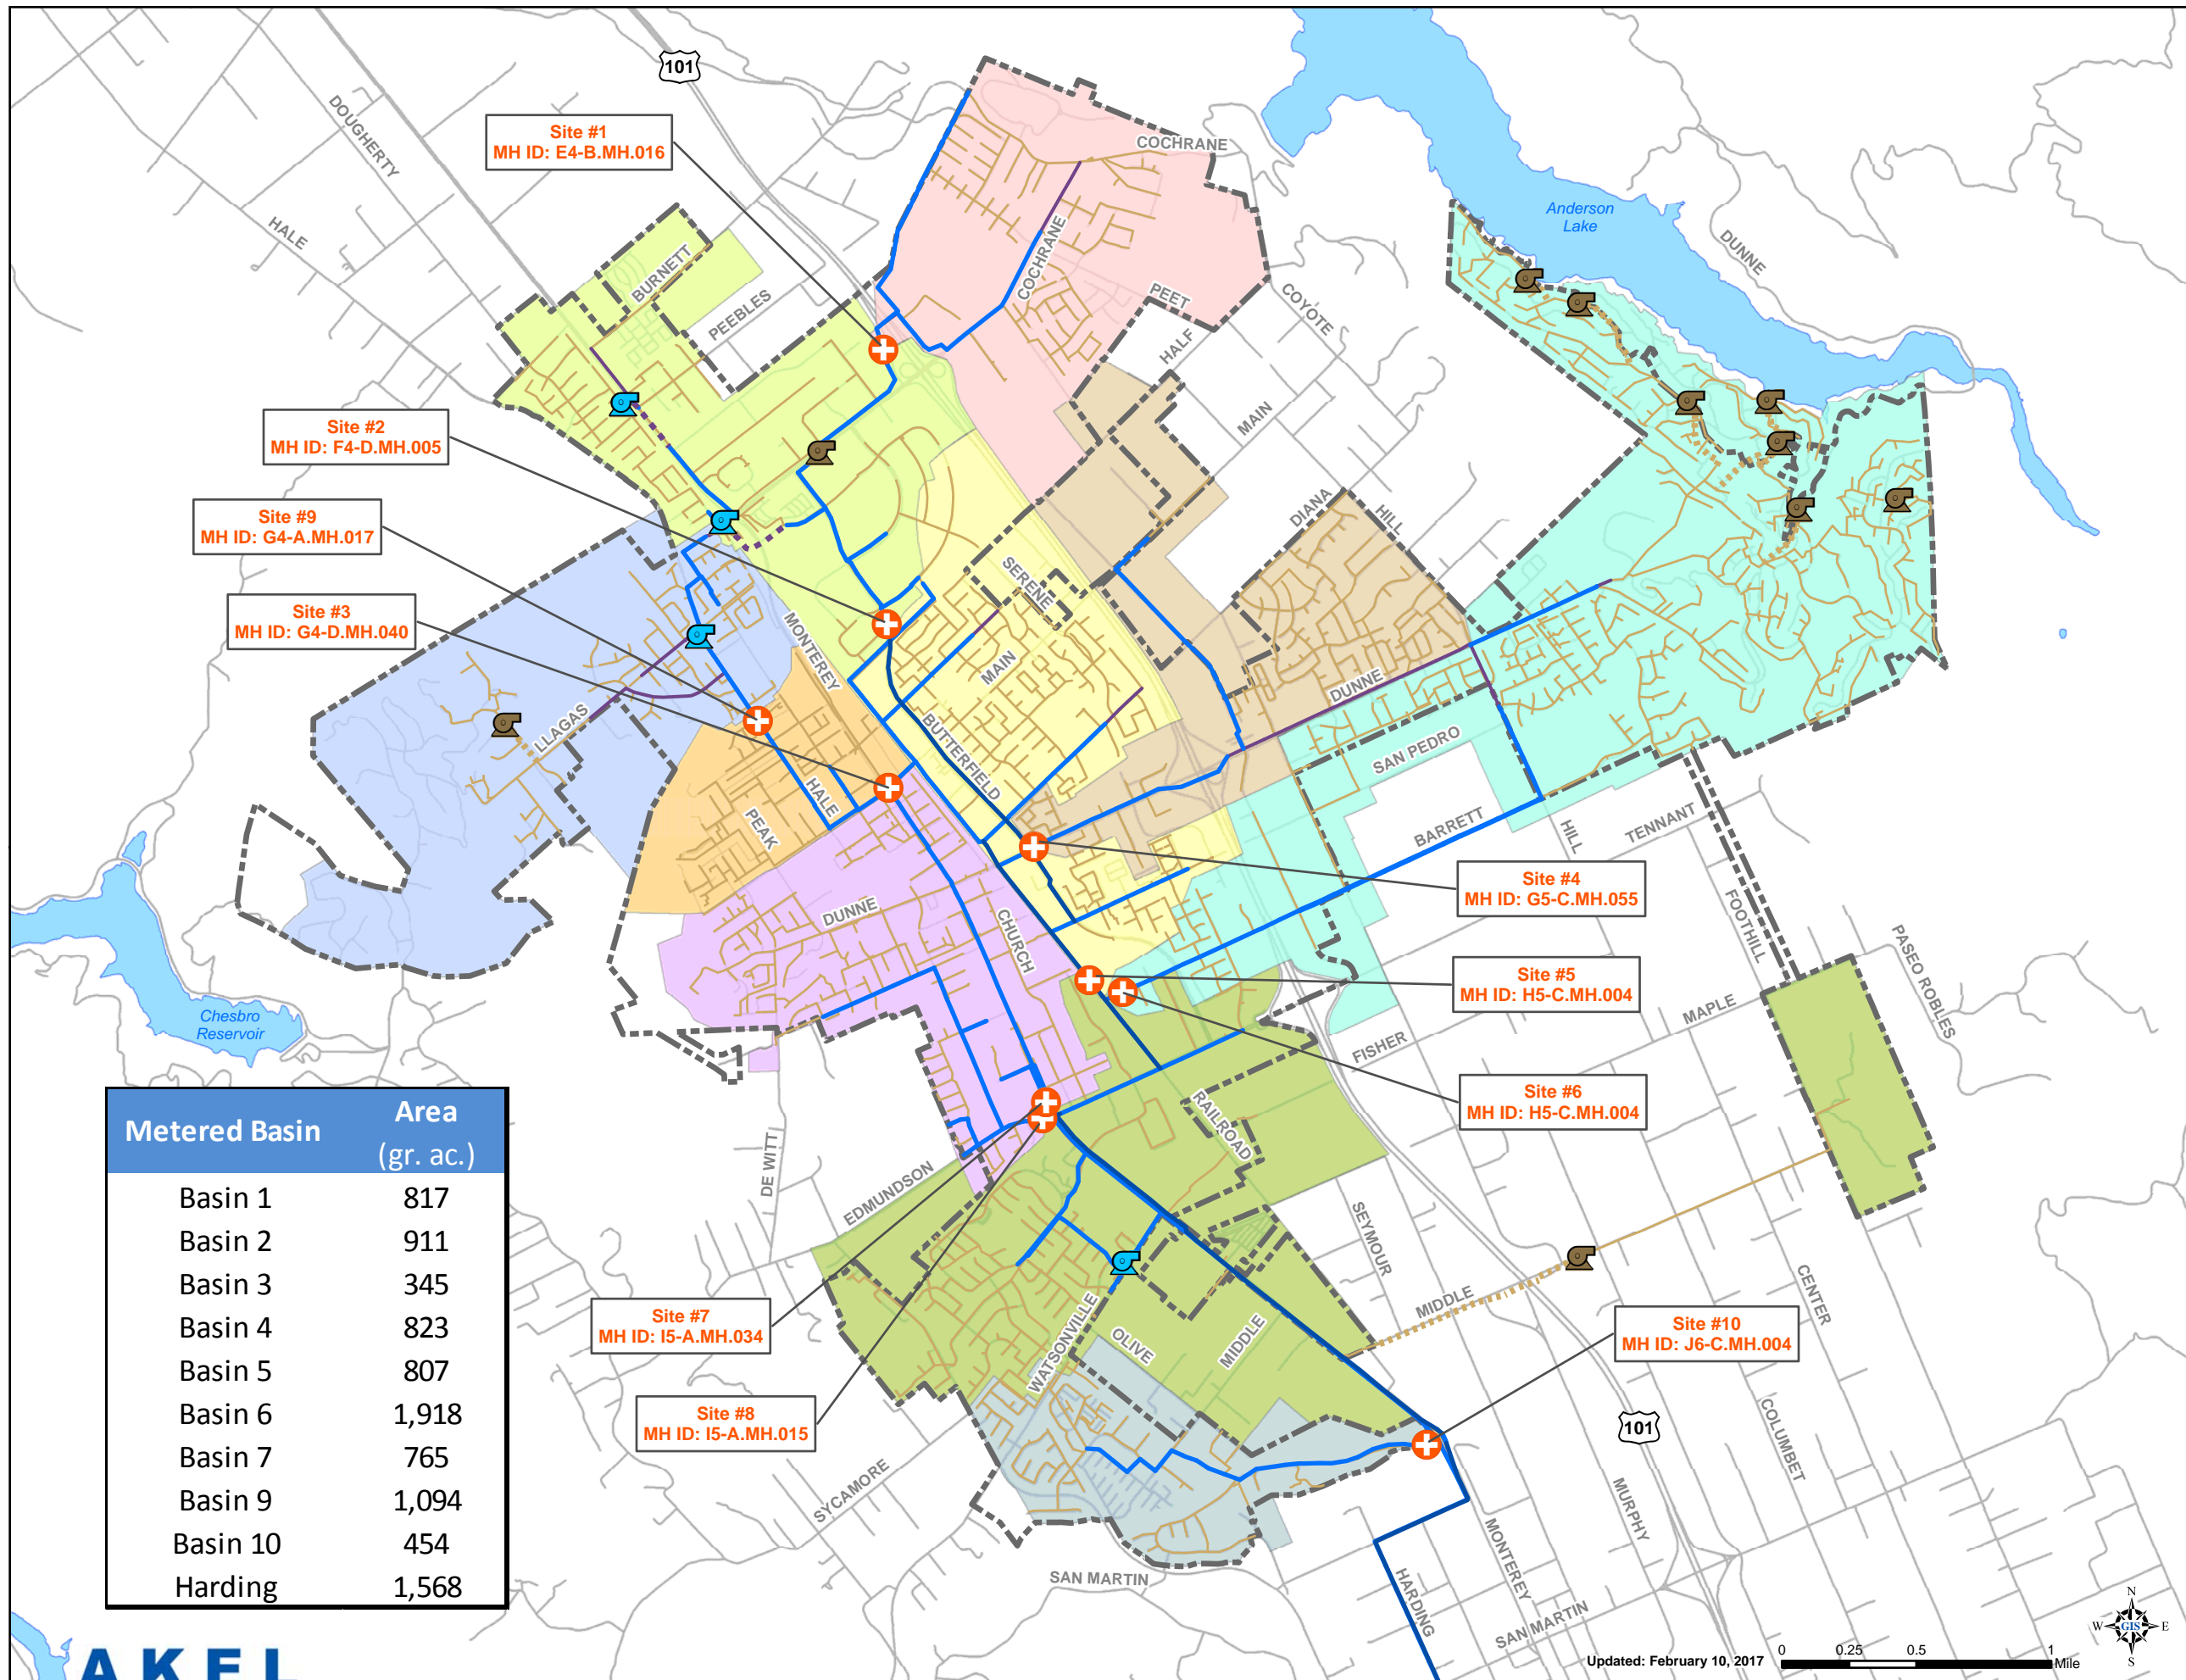 101
DOUGHERTY
HALE
Site #1
MH ID: E4-B.MH.016
COCHRANE
Anderson
Lake
DUNNE
COCHRANE
BURNETT
PEEBLES
PEET
COYOTE
HALF
MAIN
Site #2
MH ID: F4-D.MH.005
Site #9
MH ID: G4-A.MH.017
DIANA
HILL
SERENE
Site #3
MH ID: G4-D.MH.040
MONTEREY
MAIN
DUNNE
LLAGAS
BUTTERFIELD
SAN PEDRO
HALE
PEAK
BARRETT
HILL
TENNANT
Site #4
MH ID: G5-C.MH.055
DUNNE
CHURCH
FOOTHILL
PASEO ROBLES
Site #5
MH ID: H5-C.MH.004
Chesbro
Reservoir
MAPLE
FISHER
Site #6
MH ID: H5-C.MH.004
RAILROAD
DE WITT
EDMUNDSON
SEYMOUR
Metered Basin Area
(gr. ac.)
Basin 1 817
Basin 2 911
Basin 3 345
Basin 4 823
Basin 5 807
Basin 6 1,918
Basin 7 765
Basin 9 1,094
Basin 10 454
Harding 1,568
CENTER
MIDDLE
Site #7
MH ID: I5-A.MH.034
WATSONVILLE
OLIVE
MIDDLE
Site #10
MH ID: J6-C.MH.004
Site #8
MH ID: I5-A.MH.015
101
COLUMBET
SYCAMORE
MURPHY
MONTEREY
SAN MARTIN
HARDING
SAN MARTIN
N
W GIS E
S
Updated: February 10, 2017
0 0.25 0.5 1
Mile
AKEL